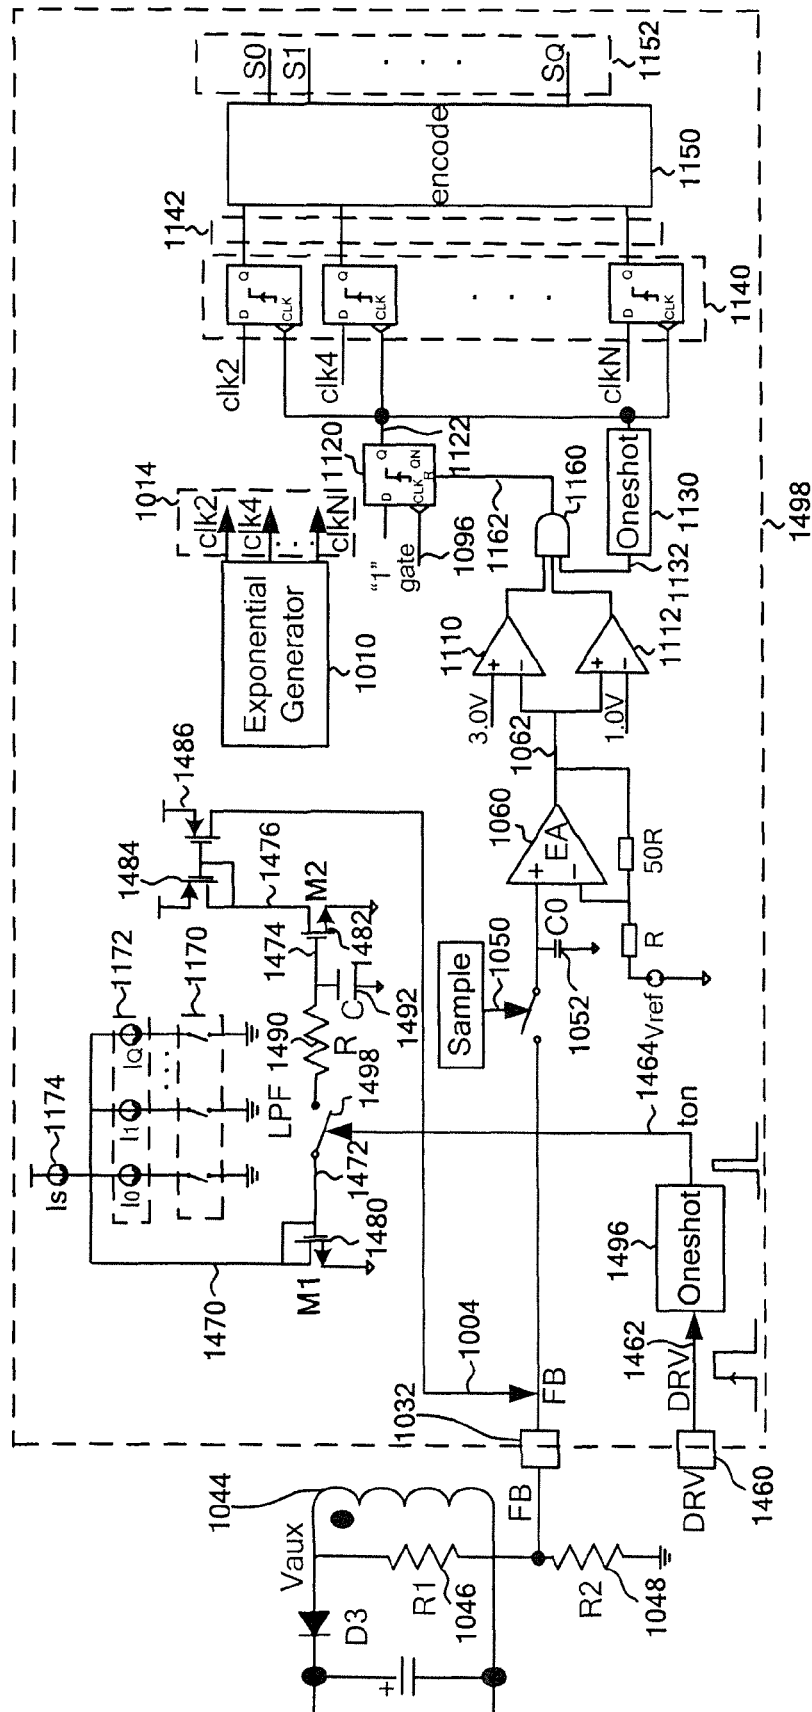 Vaux
1044
D3
+
R1
1046
FB
R2
1048
DRV
1460
1032
FB
1004
DRV
1462
Oneshot
1496
ton
1464
1470
M1
1480
1472
1498
LPF
R
1490
C
1492
1474
M2
1482
1476
1484
1486
Is
1174
I0
I1
. . .
IQ
1172
1170
Sample
1050
C0
1052
Vref
R
50R
+
EA
−
1060
1062
3.0V
+
−
1110
1.0V
+
−
1112
1132
Oneshot
1130
1160
1162
"1"
gate
1096
D
Q
CLK
R
QN
1120
1122
Exponential
Generator
1010
clk2
clk4
. . .
clkN
1014
clk2
D
Q
CLK
clk4
D
Q
CLK
. . .
clkN
D
Q
CLK
1140
1142
encode
1150
S0
S1
. . .
SQ
1152
1498